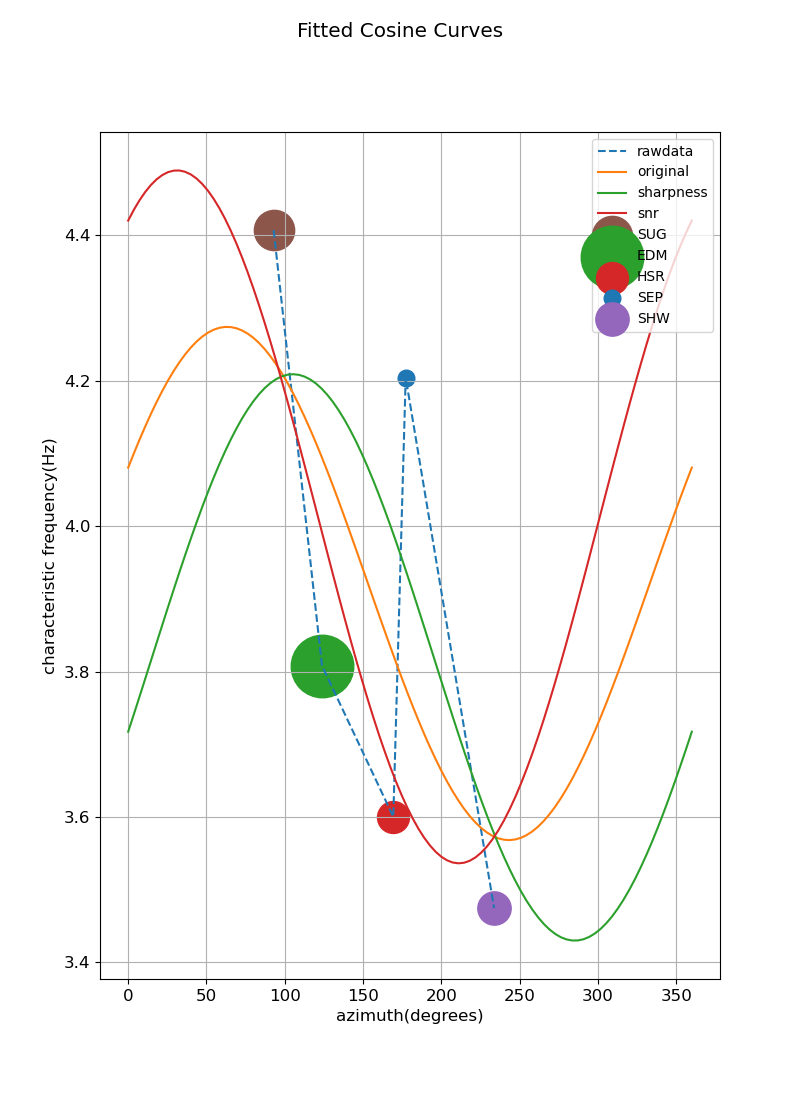 Fitted Cosine Curves
rawdata
original
sharpness
snr
SUG
EDM
HSR
SEP
SHW
characteristic frequency(Hz)
4.4
4.2
4.0
3.8
3.6
3.4
0 50 100 150 200 250 300 350
azimuth(degrees)